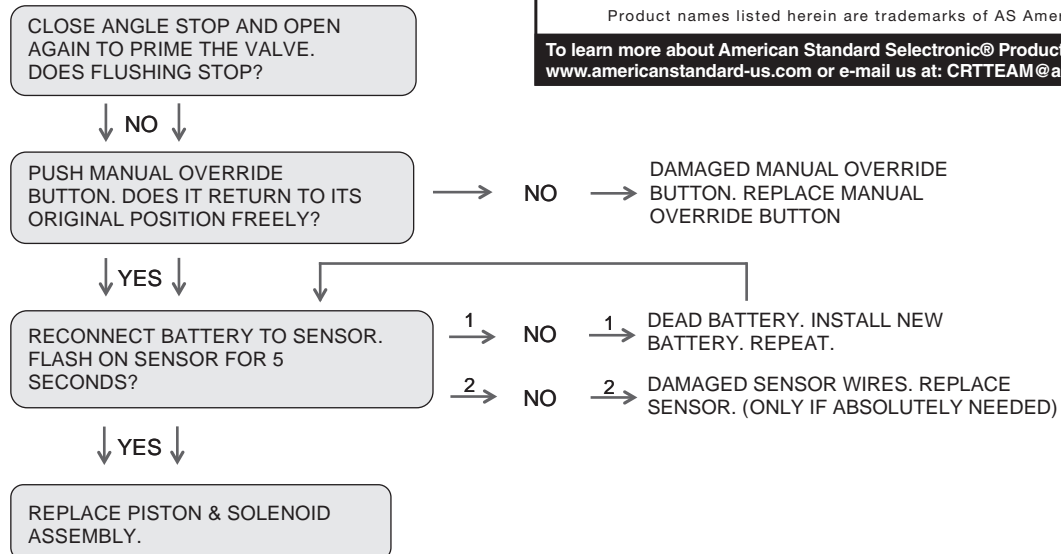 Product names listed herein are trademarks of AS
To learn more about American Standard Selectronic®
www.americanstandard-us.com or e-mail us at:
CLOSE ANGLE STOP AND OPEN
AGAIN TO PRIME THE VALVE.
DOES FLUSHING STOP?
NO
PUSH MANUAL OVERRIDE
BUTTON. DOES IT RETURN TO ITS
ORIGINAL POSITION FREELY?
NO
DAMAGED MANUAL OVERRIDE
BUTTON. REPLACE MANUAL
OVERRIDE BUTTON
YES
RECONNECT BATTERY TO SENSOR.
FLASH ON SENSOR FOR 5
SECONDS?
1
NO
1
DEAD BATTERY. INSTALL NEW
BATTERY. REPEAT.
2
NO
2
DAMAGED SENSOR WIRES. REPLACE
SENSOR. (ONLY IF ABSOLUTELY NEEDED)
YES
REPLACE PISTON & SOLENOID
ASSEMBLY.